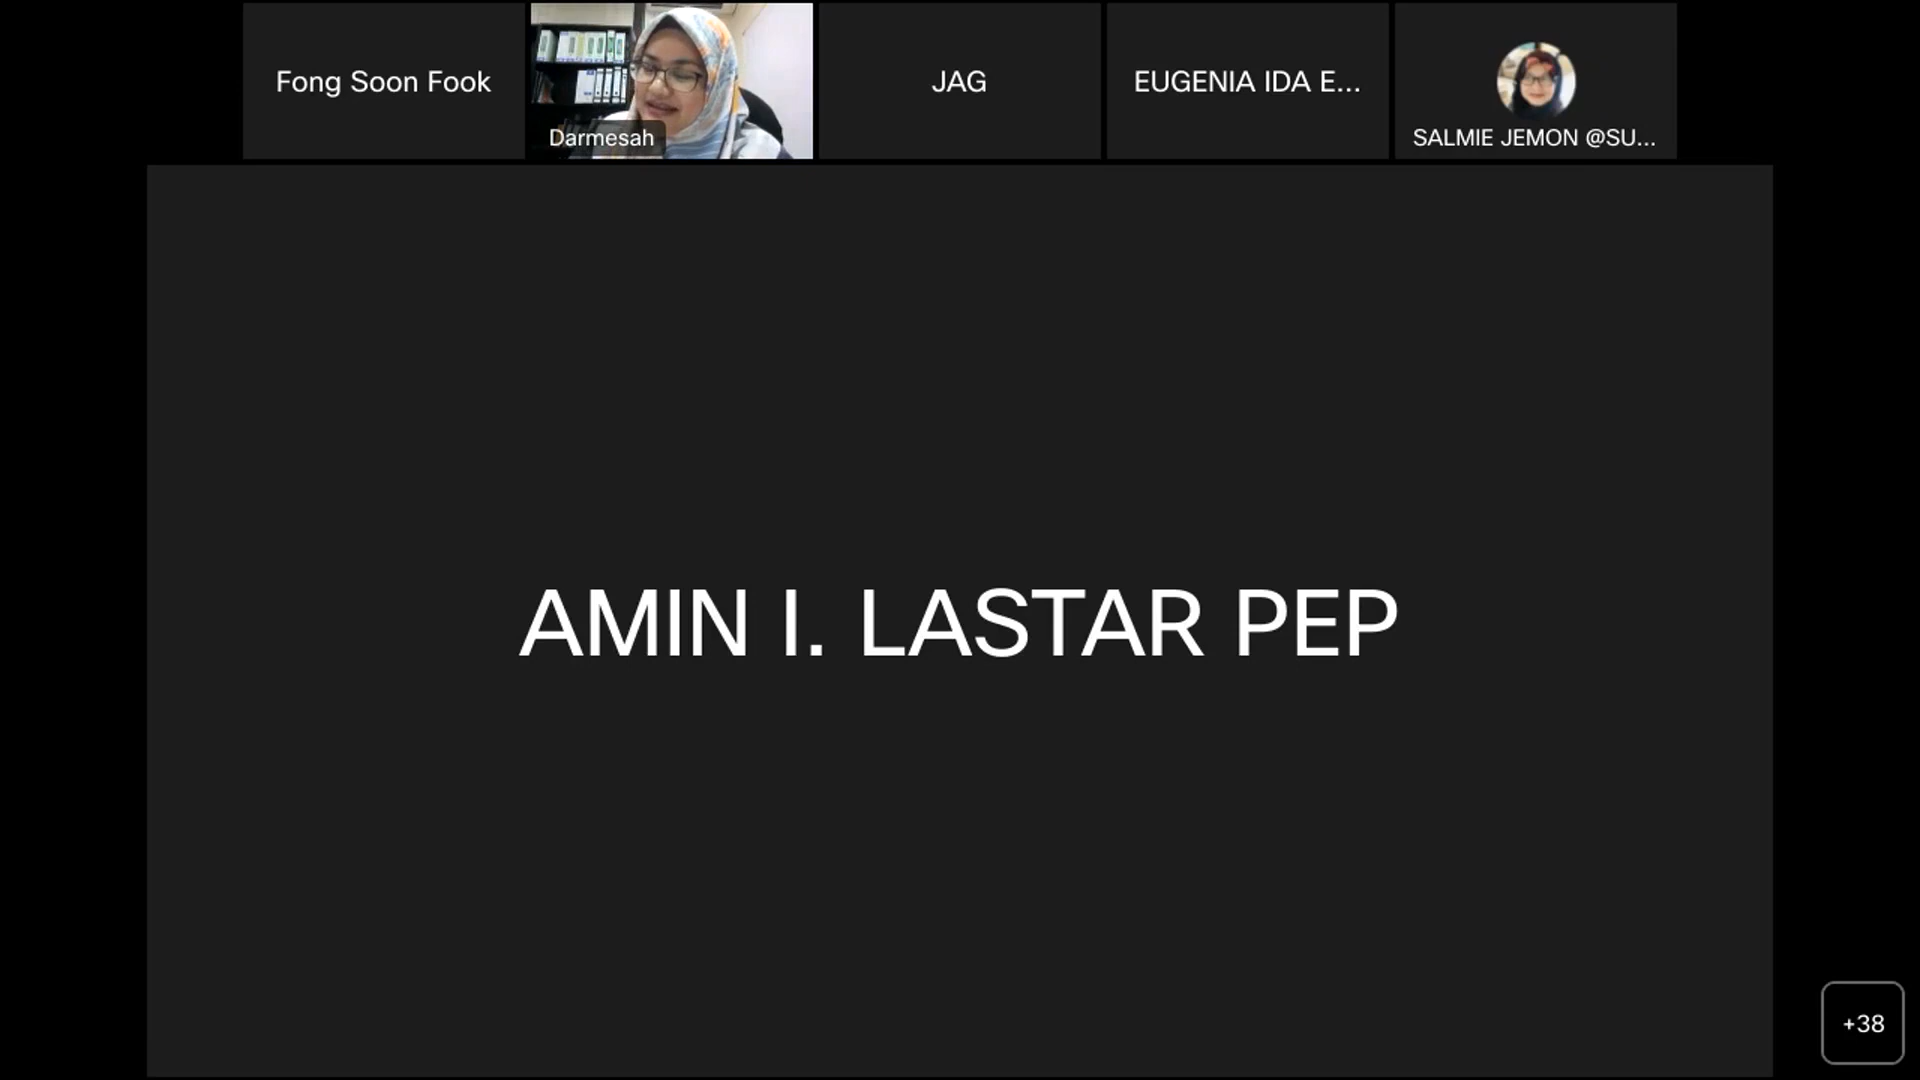 Fong Soon Fook
Darmesah
JAG
EUGENIA IDA E...
SALMIE JEMON @SU...
AMIN I. LASTAR PEP
+38